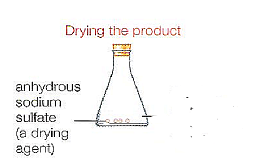 Drying the product
anhydrous
sodium
sulfate
(a drying
agent)